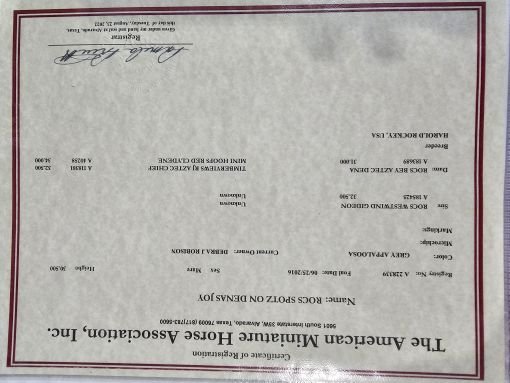 Certificate of Registration
The American Miniature Horse Association, Inc.
5601 South Interstate 35W, Alvarado, Texas 76009 (817)783-5600
Name: ROCS SPOTZ ON DENAS JOY
Registry No: A 228339 Foal Date: 06/25/2016 Sex Mare Height 30.500
Color: GREY APPALOOSA Current Owner: DEBRA J ROBISON
Microchip:
Markings:
Sire ROCS WESTWIND GIDEON Unknown
A 185425 32.500 Unknown
Dam: ROCS BEY AZTEC DENA TIMBERVIEWS RJ AZTEC CHIEF A 118381 32.500
A 183689 31.000 MINI HOOFS RED CLYDENE A 40258 34.000
Breeder
HAROLD ROCKEY, USA
Registrar
Given under my hand and seal at Alvarado, Texas,
this day of Tuesday, August 23, 2022